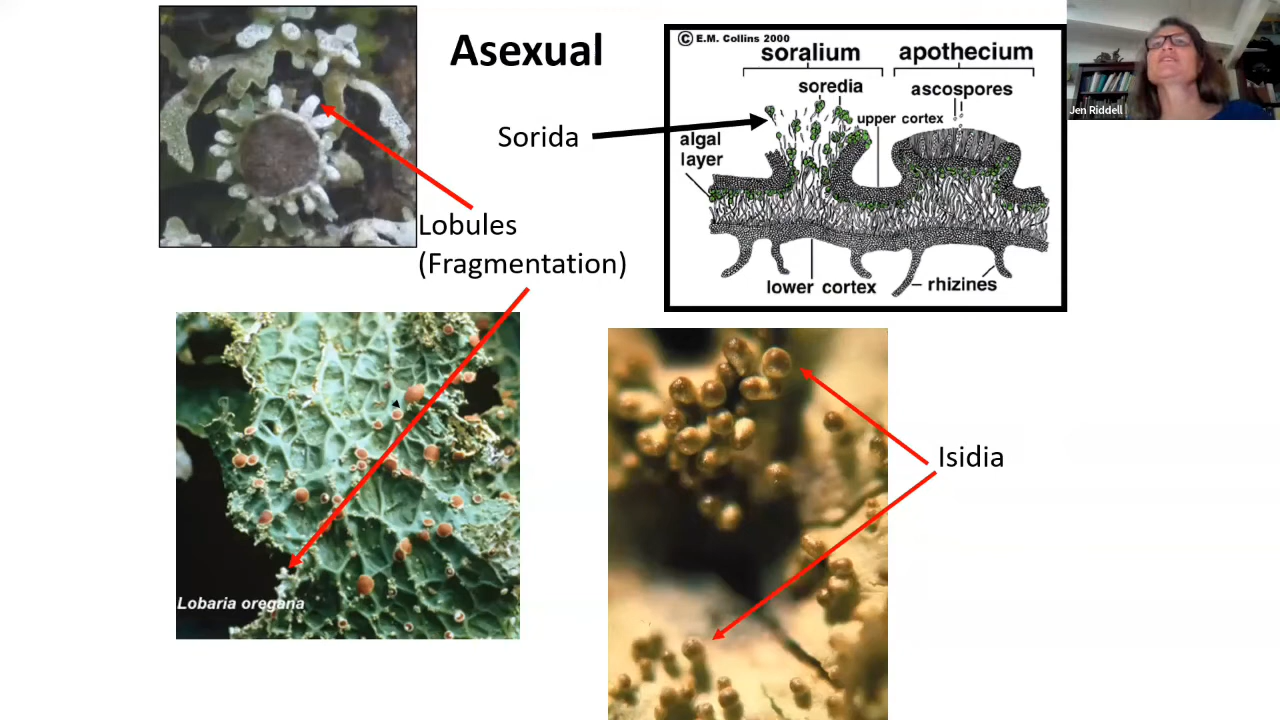 Asexual
Sorida
Lobules
(Fragmentation)
© E.M. Collins 2000
soralium
apothecium
soredia
ascospores
upper cortex
algal
layer
lower cortex
rhizines
Jen Riddell
Lobaria oregana
Isidia